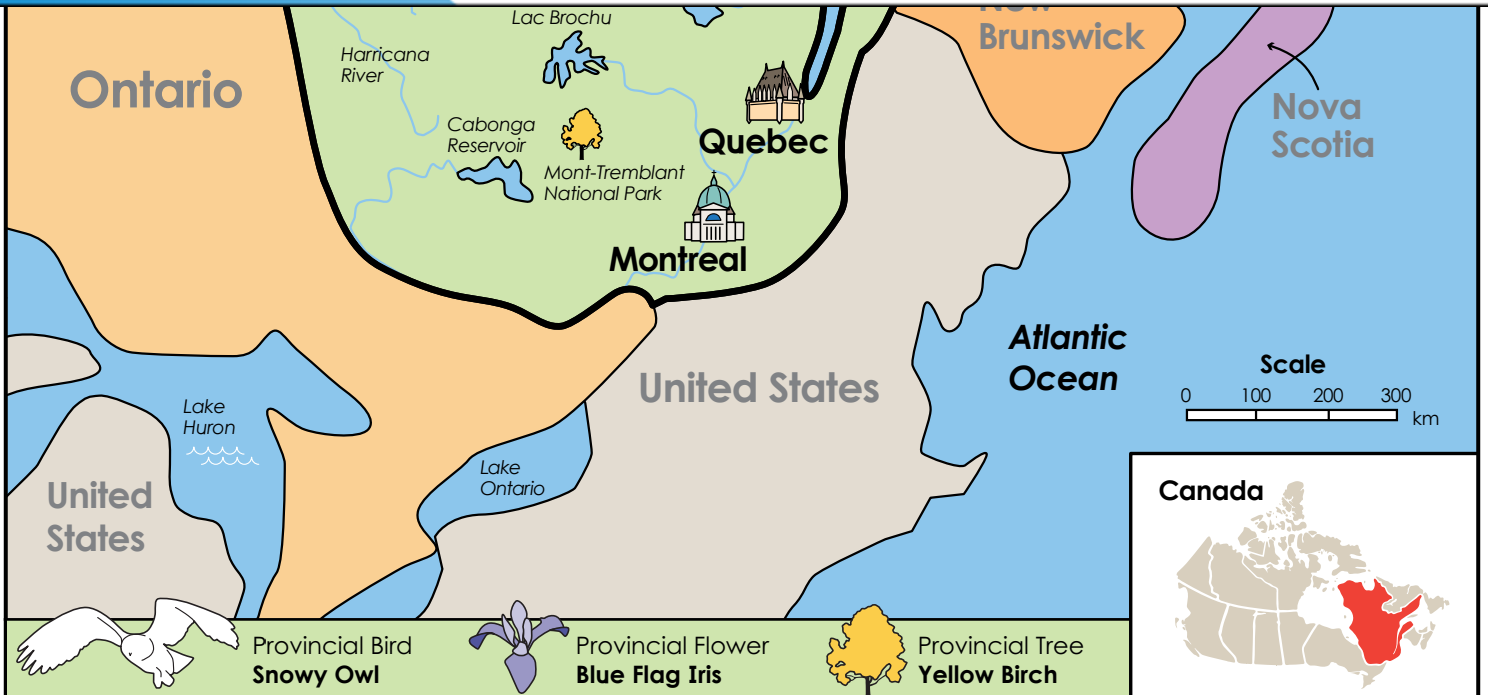 Lac Brochu
Harricana
River
Brunswick
Ontario
Nova
Scotia
Cabonga
Reservoir
Quebec
Mont-Tremblant
National Park
Montreal
Atlantic
Ocean
Scale
0 100 200 300
km
United States
Lake
Huron
Lake
Ontario
United
States
Canada
Provincial Bird
Snowy Owl
Provincial Flower
Blue Flag Iris
Provincial Tree
Yellow Birch